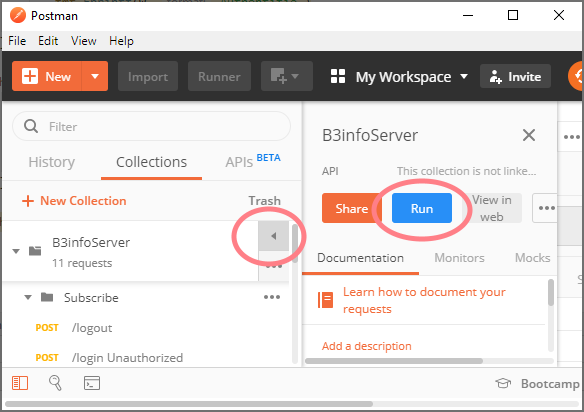 Postman
File Edit View Help
New Import Runner My Workspace Invite
Filter
History Collections APIs BETA
New Collection Trash
B3infoServer
11 requests
Subscribe
POST /logout
POST /login Unauthorized
B3infoServer
API This collection is not linke...
Share Run View in web
Documentation Monitors Mocks
Learn how to document your
requests
Add a description
Bootcamp